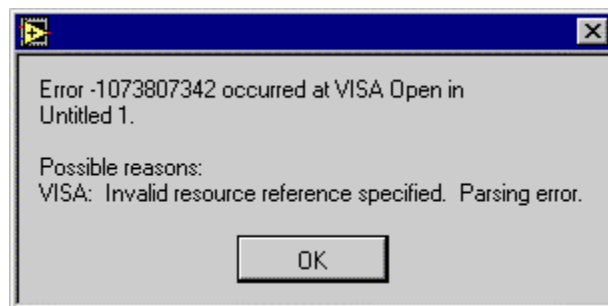 Error -1073807342 occurred at VISA Open in
Untitled 1.
Possible reasons:
VISA:  Invalid resource reference specified.  Parsing error.
OK